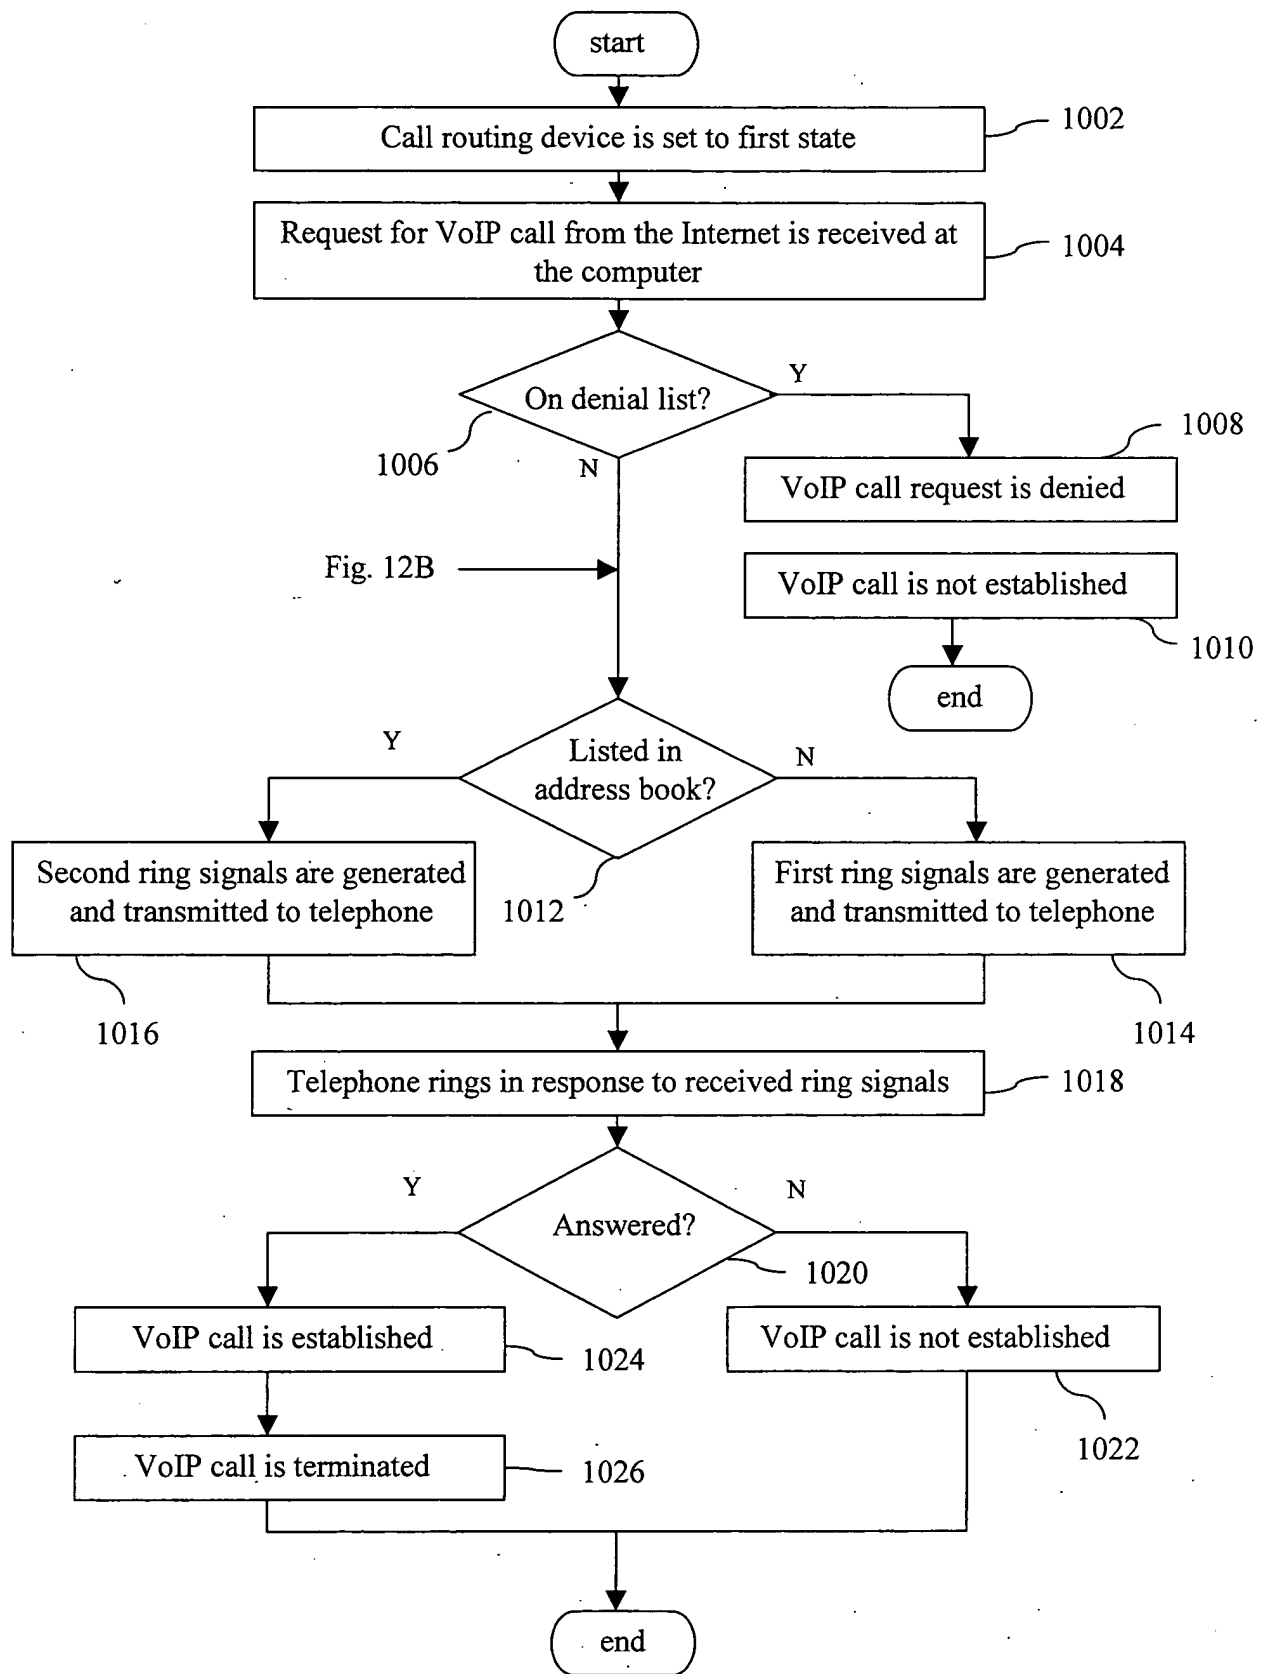 start
Call routing device is set to first state
1002
Request for VoIP call from the Internet is received at
the computer
1004
On denial list?
Y
1006
N
1008
VoIP call request is denied
Fig. 12B
VoIP call is not established
1010
end
Y
Listed in
address book?
N
Second ring signals are generated
and transmitted to telephone
1012
First ring signals are generated
and transmitted to telephone
1016
1014
Telephone rings in response to received ring signals
1018
Y
Answered?
N
1020
VoIP call is established
1024
VoIP call is not established
1022
VoIP call is terminated
1026
end